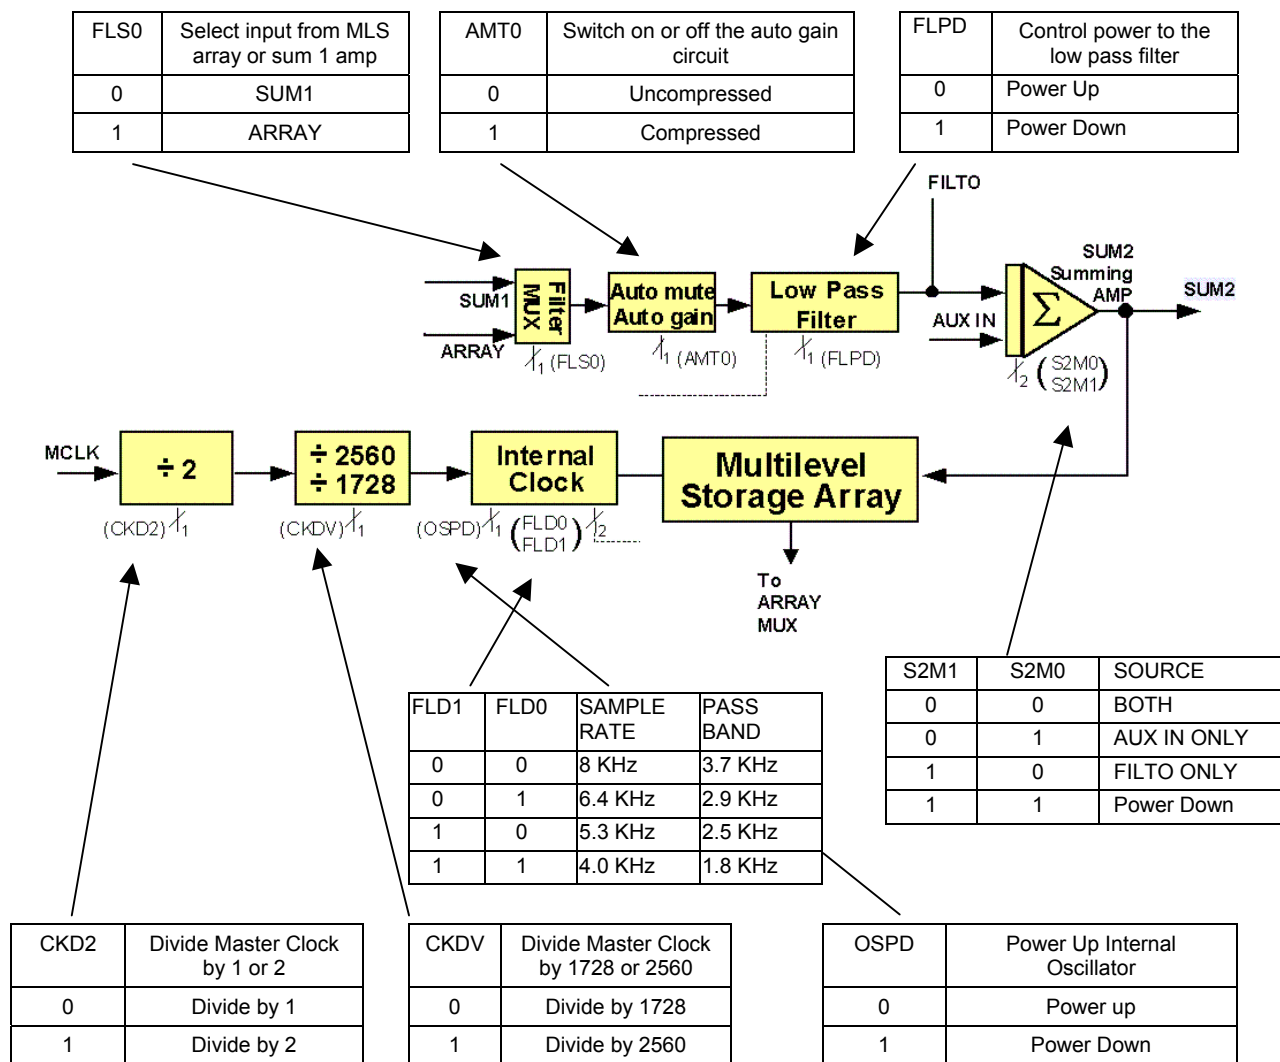 FLS0 Select input from MLS array or sum 1 amp
0 SUM1
1 ARRAY
AMT0 Switch on or off the auto gain circuit
0 Uncompressed
1 Compressed
FLPD Control power to the low pass filter
0 Power Up
1 Power Down
FILTO
SUM1
ARRAY
Filter
MUX
1 (FLS0)
Auto mute
Auto gain
1 (AMT0)
Low Pass
Filter
1 (FLPD)
AUX IN
Σ
SUM2
Summing
AMP
SUM2
2 (S2M0
S2M1)
MCLK
÷ 2
(CKD2) 1
÷ 2560
÷ 1728
(CKDV) 1
Internal
Clock
(OSPD) 1
(FLD0
FLD1) 2
Multilevel
Storage Array
To
ARRAY
MUX
S2M1 S2M0 SOURCE
0 0 BOTH
0 1 AUX IN ONLY
1 0 FILTO ONLY
1 1 Power Down
FLD1 FLD0 SAMPLE RATE PASS BAND
0 0 8 KHz 3.7 KHz
0 1 6.4 KHz 2.9 KHz
1 0 5.3 KHz 2.5 KHz
1 1 4.0 KHz 1.8 KHz
CKD2 Divide Master Clock by 1 or 2
0 Divide by 1
1 Divide by 2
CKDV Divide Master Clock by 1728 or 2560
0 Divide by 1728
1 Divide by 2560
OSPD Power Up Internal Oscillator
0 Power up
1 Power Down